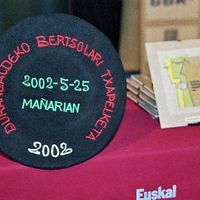 DURANGALDEKO BERTSOLARI TXAPELKETA
2002-5-25
MAÑARIAN
2002
Euskal